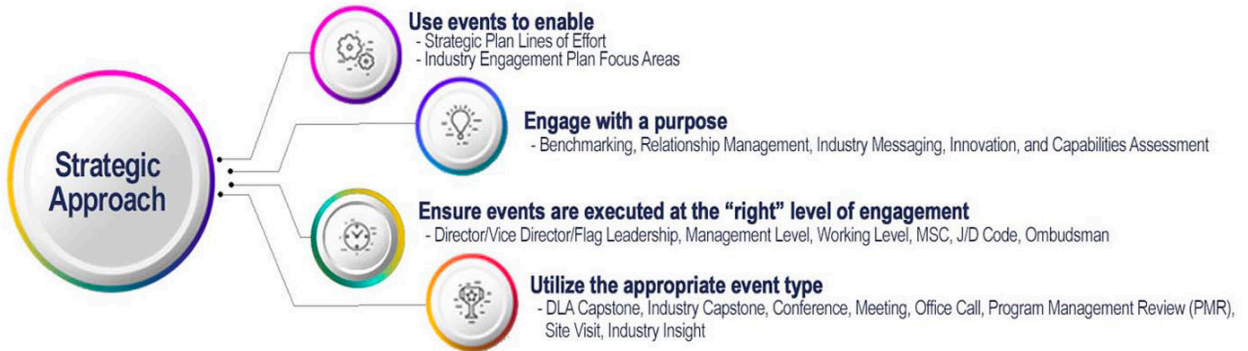 Strategic
Approach
Use events to enable
- Strategic Plan Lines of Effort
- Industry Engagement Plan Focus Areas
Engage with a purpose
- Benchmarking, Relationship Management, Industry Messaging, Innovation, and Capabilities Assessment
Ensure events are executed at the “right” level of engagement
- Director/Vice Director/Flag Leadership, Management Level, Working Level, MSC, J/D Code, Ombudsman
Utilize the appropriate event type
- DLA Capstone, Industry Capstone, Conference, Meeting, Office Call, Program Management Review (PMR),
Site Visit, Industry Insight